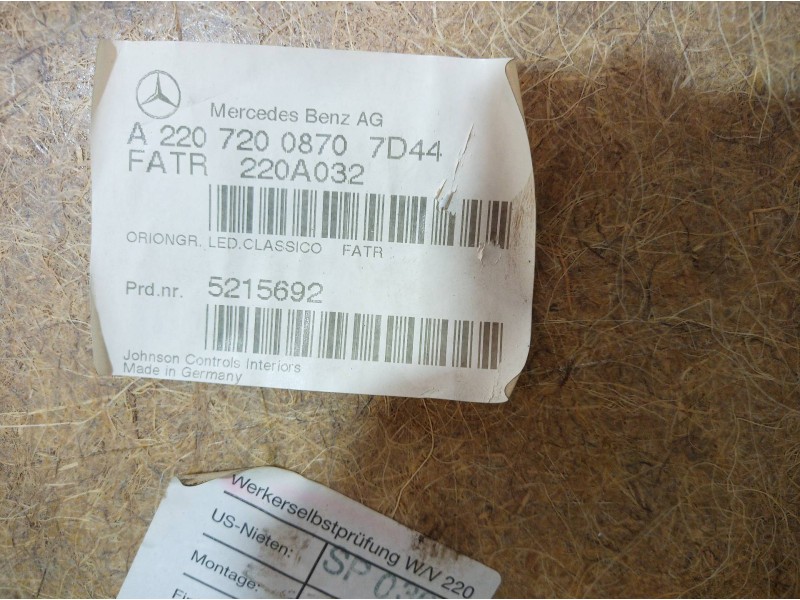 Mercedes Benz AG
A 220 720 0870 7D44
FATR 220A032
ORIONGR. LED.CLASSICO FATR
Prd.nr. 5215692
Johnson Controls Interiors
Made in Germany
Werkerselbstprüfung W/V 220
US-Nieten: SP
Montage: